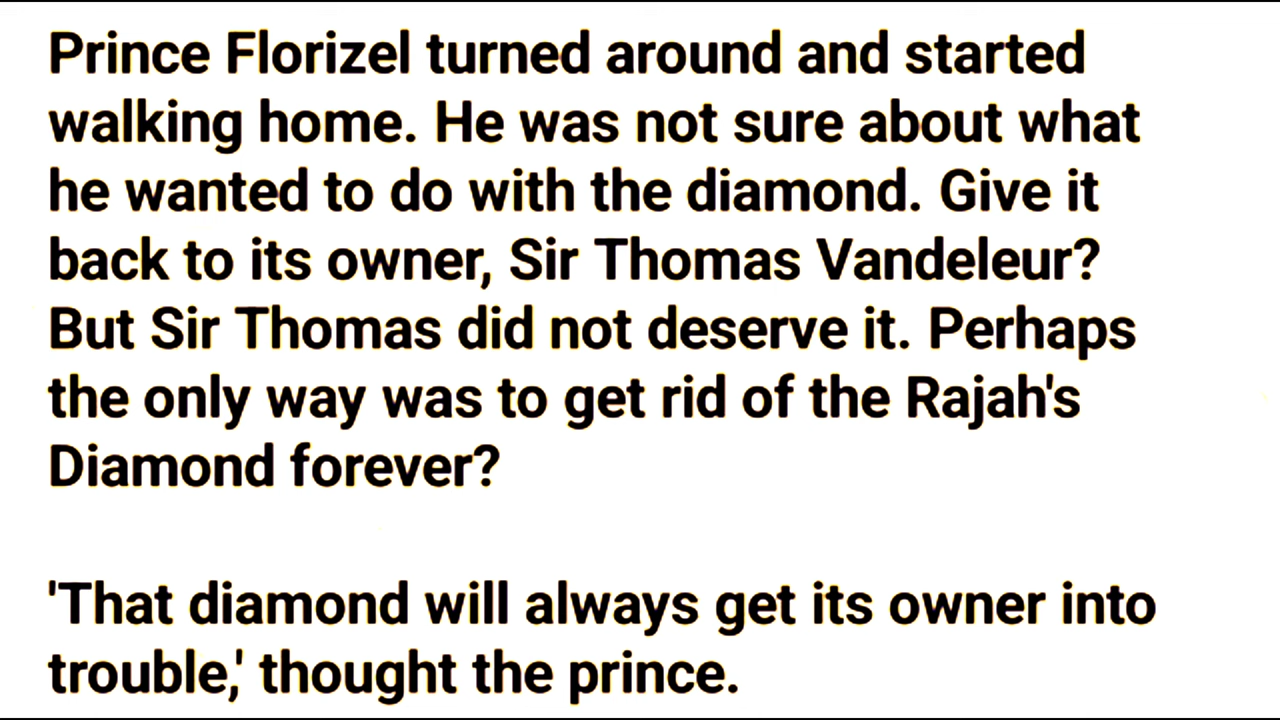 Prince Florizel turned around and started
walking home. He was not sure about what
he wanted to do with the diamond. Give it
back to its owner, Sir Thomas Vandeleur?
But Sir Thomas did not deserve it. Perhaps
the only way was to get rid of the Rajah's
Diamond forever?
'That diamond will always get its owner into
trouble,' thought the prince.